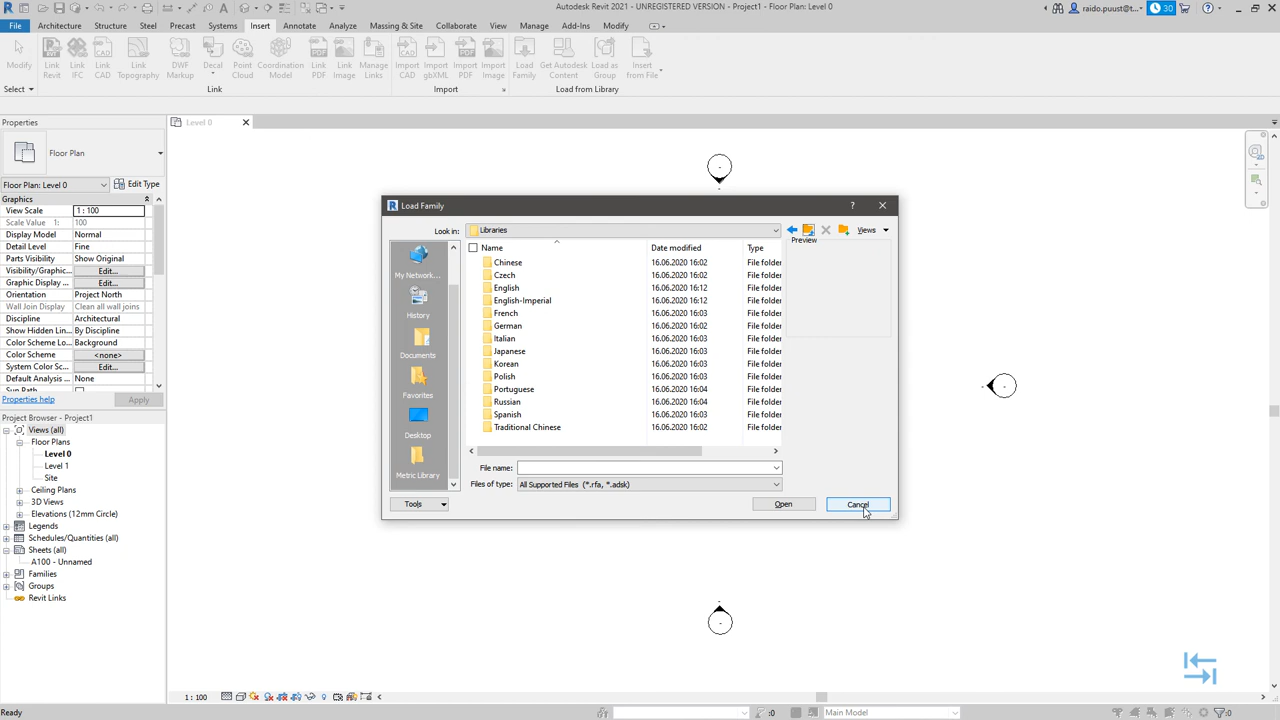 Autodesk Revit 2021 - UNREGISTERED VERSION - Project1 - Floor Plan: Level 0
raido.puust@t...
30
File Architecture Structure Steel Precast Systems Insert Annotate Analyze Massing & Site Collaborate View Manage Add-Ins Modify
Modify
Link Revit
Link IFC
Link CAD
Link Topography
DWF Markup
Decal
Point Cloud
Coordination Model
Link PDF
Link Image
Manage Links
Import CAD
Import gbXML
Import PDF
Import Image
Load Family
Get Autodesk Content
Load as Group
Insert from File
Select
Link
Import
Load from Library
Properties
Level 0
Floor Plan
Floor Plan: Level 0
Edit Type
Graphics
View Scale 1 : 100
Scale Value 1: 100
Display Model Normal
Detail Level Fine
Parts Visibility Show Original
Visibility/Graphic... Edit...
Graphic Display ... Edit...
Orientation Project North
Wall Join Display Clean all wall joins
Discipline Architectural
Show Hidden Lin... By Discipline
Color Scheme Lo... Background
Color Scheme <none>
System Color Sc... Edit...
Default Analysis ... None
Sun Path
Properties help
Apply
Project Browser - Project1
Views (all)
Floor Plans
Level 0
Level 1
Site
Ceiling Plans
3D Views
Elevations (12mm Circle)
Legends
Schedules/Quantities (all)
Sheets (all)
A100 - Unnamed
Families
Groups
Revit Links
Load Family
Look in: Libraries
Views
Preview
My Network...
History
Documents
Favorites
Desktop
Metric Library
Name Date modified Type
Chinese 16.06.2020 16:02 File folder
Czech 16.06.2020 16:02 File folder
English 16.06.2020 16:12 File folder
English-Imperial 16.06.2020 16:12 File folder
French 16.06.2020 16:03 File folder
German 16.06.2020 16:02 File folder
Italian 16.06.2020 16:03 File folder
Japanese 16.06.2020 16:03 File folder
Korean 16.06.2020 16:03 File folder
Polish 16.06.2020 16:03 File folder
Portuguese 16.06.2020 16:04 File folder
Russian 16.06.2020 16:04 File folder
Spanish 16.06.2020 16:03 File folder
Traditional Chinese 16.06.2020 16:02 File folder
File name:
Files of type: All Supported Files (*.rfa, *.adsk)
Tools
Open
Cancel
1 : 100
Ready
:0
Main Model
:0